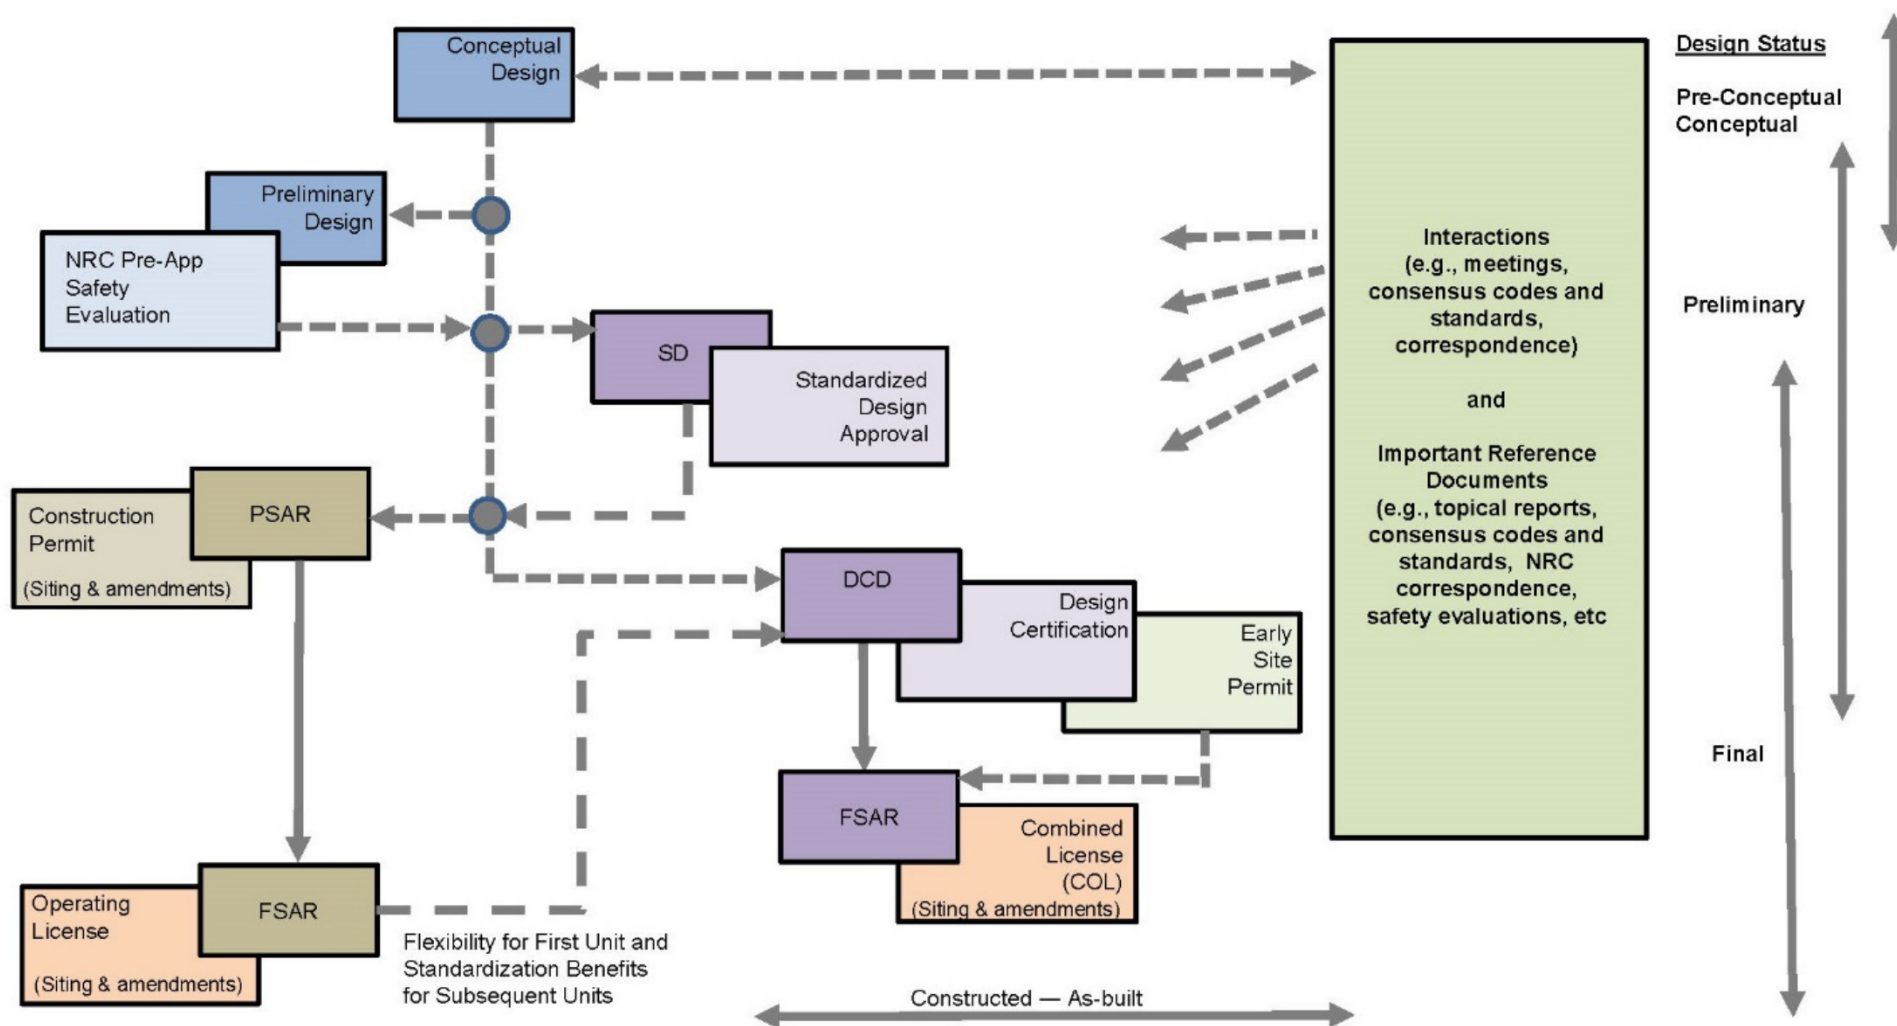 Conceptual
Design
Preliminary
Design
NRC Pre-App
Safety
Evaluation
SD
Standardized
Design
Approval
PSAR
Construction
Permit
(Siting & amendments)
DCD
Design
Certification
Early
Site
Permit
FSAR
Combined
License
(COL)
(Siting & amendments)
FSAR
Operating
License
(Siting & amendments)
Flexibility for First Unit and
Standardization Benefits
for Subsequent Units
Constructed — As-built
Interactions
(e.g., meetings,
consensus codes and
standards,
correspondence)
and
Important Reference
Documents
(e.g., topical reports,
consensus codes and
standards, NRC
correspondence,
safety evaluations, etc
Design Status
Pre-Conceptual
Conceptual
Preliminary
Final